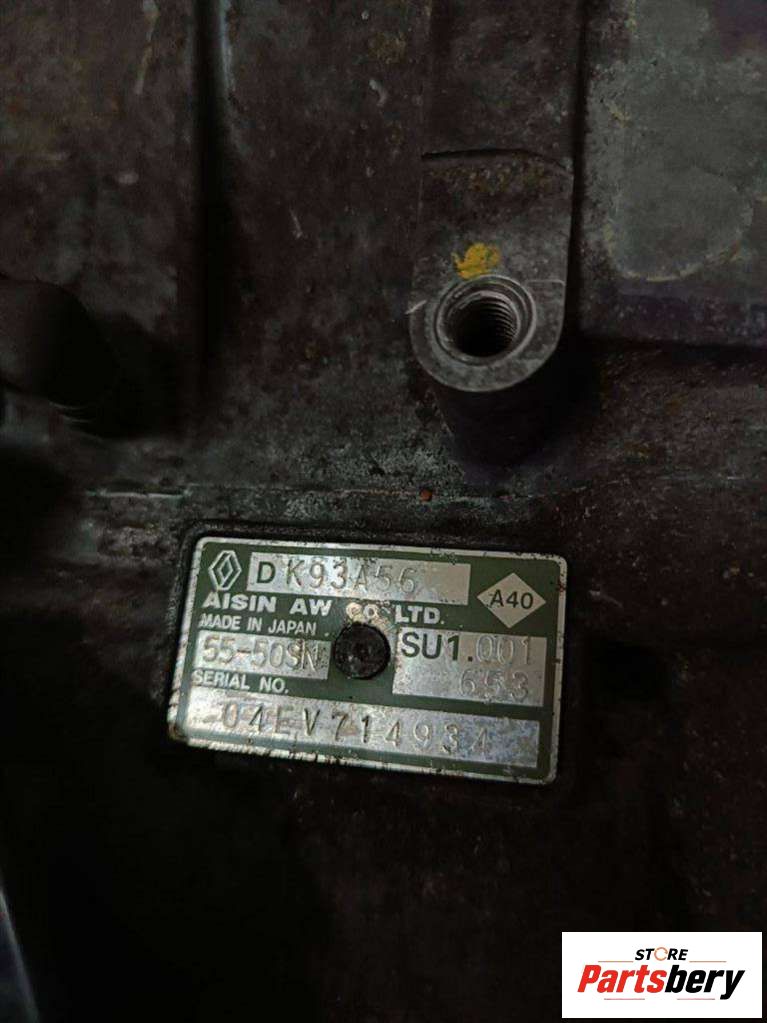 DK93A56
A40
AISIN AW CO., LTD.
MADE IN JAPAN
55-50SN
SU1.001
653
SERIAL NO.
04EV714934
STORE
Partsbery